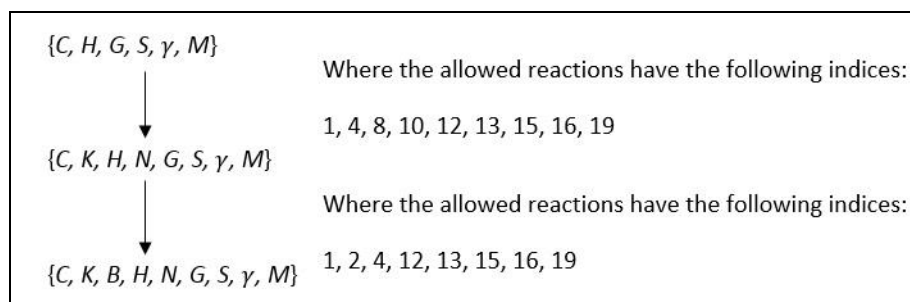 {C, H, G, S, γ, M}
Where the allowed reactions have the following indices:
1, 4, 8, 10, 12, 13, 15, 16, 19
{C, K, H, N, G, S, γ, M}
Where the allowed reactions have the following indices:
1, 2, 4, 12, 13, 15, 16, 19
{C, K, B, H, N, G, S, γ, M}